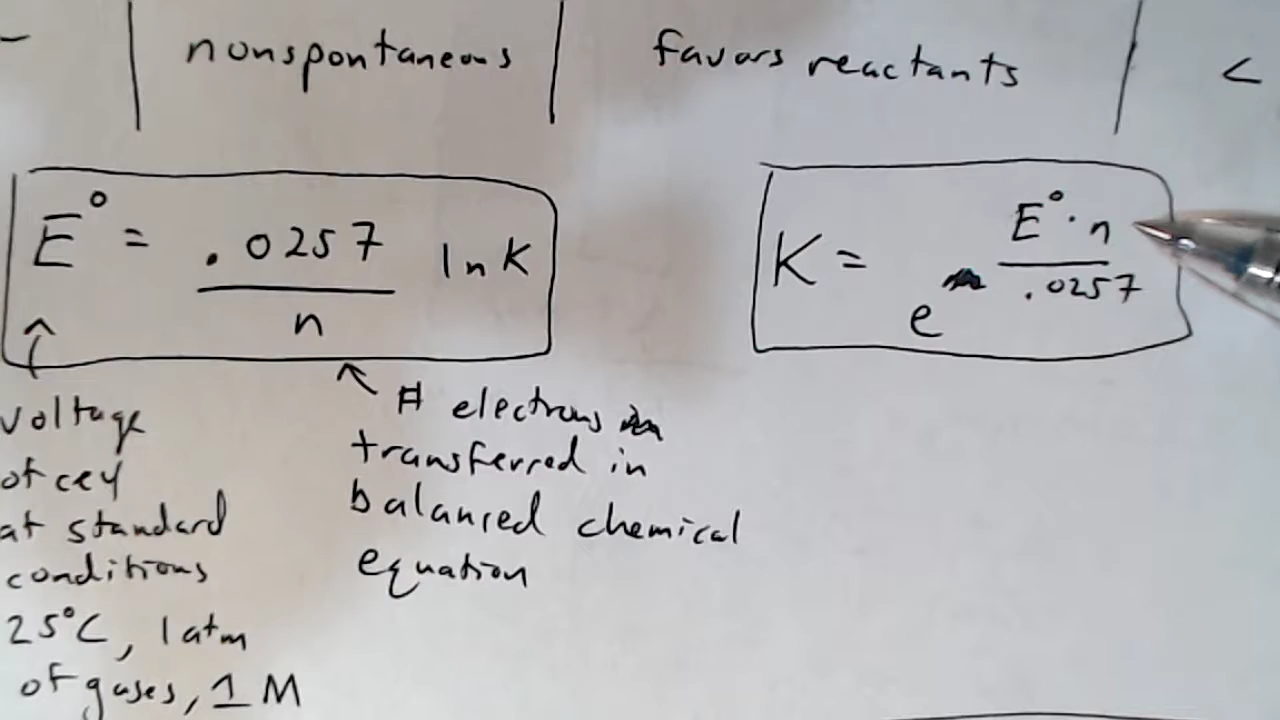 – nonspontaneous favors reactants <
E° = .0257 / n ln K
K = e E°·n / .0257
voltage
of cell
at standard
conditions
25°C, 1 atm
of gases, 1 M
# electrons
transferred in
balanced chemical
equation